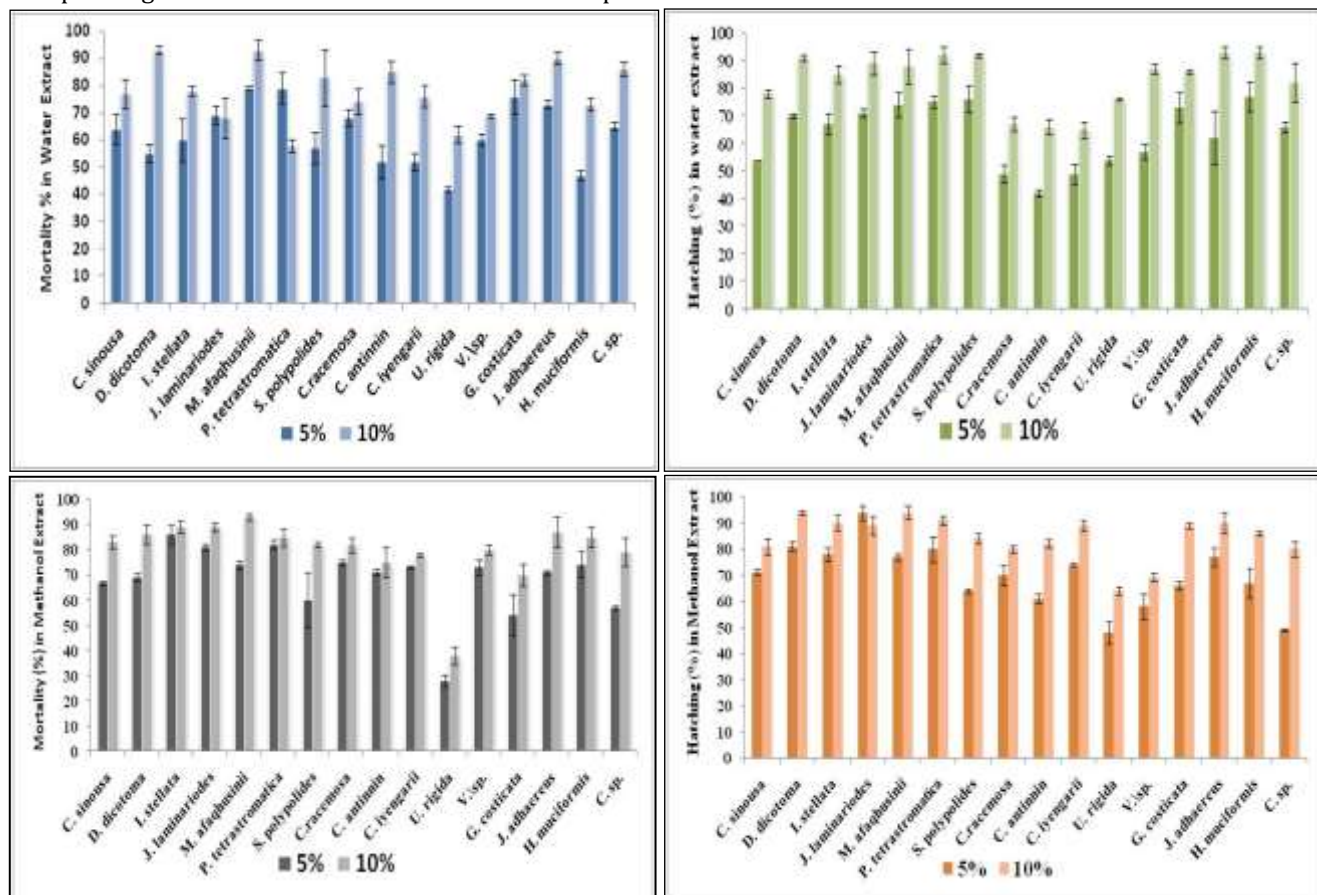 Mortality % in Water Extract
100
90
80
70
60
50
40
30
20
10
0
C. sinousa
D. dicotoma
I. stellata
J. laminariodes
M. afaqhusinii
P. tetrastromatica
S. polypolides
C.racemosa
C. antinnin
C. iyengarii
U. rigida
V.\sp.
G. costicata
J. adhaereus
H. muciformis
C. sp.
5% 10%
Hatching (%) in water extract
100
90
80
70
60
50
40
30
20
10
0
C. sinousa
D. dicotoma
I. stellata
J. laminariodes
M. afaqhusinii
P. tetrastromatica
S. polypolides
C.racemosa
C. antinnin
C. iyengarii
U. rigida
V.\sp.
G. costicata
J. adhaereus
H. muciformis
C. sp.
5% 10%
Mortality (%) in Methanol Extract
100
90
80
70
60
50
40
30
20
10
0
C. sinousa
D. dicotoma
I. stellata
J. laminariodes
M. afaqhusinii
P. tetrastromatica
S. polypolides
C.racemosa
C. antinnin
C. iyengarii
U. rigida
V.\sp.
G. costicata
J. adhaereus
H. muciformis
C. sp.
5% 10%
Hatching (%) in Methanol Extract
100
90
80
70
60
50
40
30
20
10
0
C. sinousa
D. dicotoma
I. stellata
J. laminariodes
M. afaqhusinii
P. tetrastromatica
S. polypolides
C.racemosa
C. antinnin
C. iyengarii
U. rigida
V.\sp.
G. costicata
J. adhaereus
H. muciformis
C. sp.
5% 10%